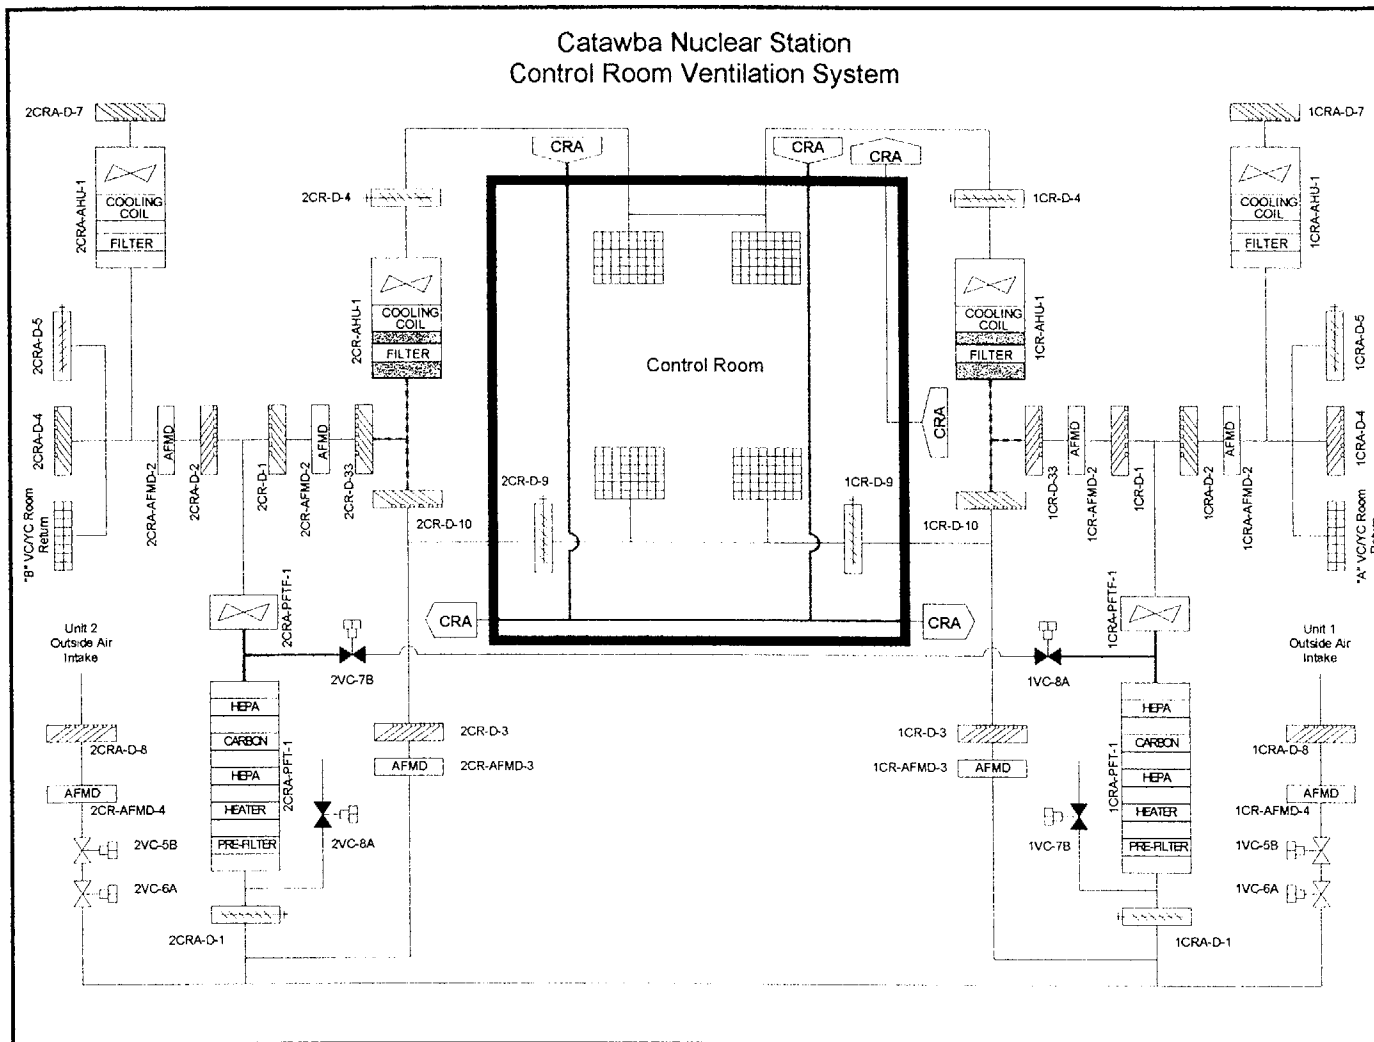 Catawba Nuclear Station
Control Room Ventilation System
2CRA-D-7
1CRA-D-7
CRA
CRA
CRA
2CRA-AHU-1
COOLING
COIL
FILTER
2CR-D-4
1CR-D-4
1CRA-AHU-1
COOLING
COIL
FILTER
2CR-AHU-1
COOLING
COIL
FILTER
1CR-AHU-1
COOLING
COIL
FILTER
2CRA-D-5
1CRA-D-5
Control Room
CRA
2CRA-D-4
AFMD
2CRA-AFMD-2
2CRA-D-2
2CR-D-1
AFMD
2CR-AFMD-2
2CR-D-33
1CR-D-33
AFMD
1CR-AFMD-2
1CR-D-1
1CRA-D-2
AFMD
1CRA-AFMD-2
1CRA-D-4
2CR-D-9
1CR-D-9
2CR-D-10
1CR-D-10
"B" VC/YC Room
Return
"A" VC/YC Room
Return
2CRA-PFTF-1
1CRA-PFTF-1
CRA
CRA
Unit 2
Outside Air
Intake
Unit 1
Outside Air
Intake
2VC-7B
1VC-8A
2CRA-D-8
2CR-D-3
1CR-D-3
1CRA-D-8
HEPA
CARBON
HEPA
HEATER
PRE-FILTER
2CRA-PFT-1
HEPA
CARBON
HEPA
HEATER
PRE-FILTER
1CRA-PFT-1
AFMD
2CR-AFMD-3
1CR-AFMD-3
AFMD
AFMD
2CR-AFMD-4
AFMD
1CR-AFMD-4
2VC-5B
2VC-8A
1VC-7B
1VC-5B
2VC-6A
1VC-6A
2CRA-D-1
1CRA-D-1